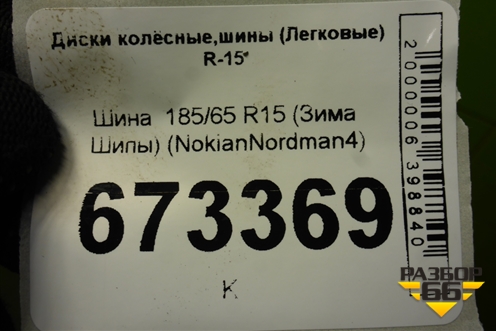 Диски колёсные,шины (Легковые)
R-15*
Шина 185/65 R15 (Зима
Шипы) (NokianNordman4)
673369
К
2000006398840
РАЗБОР
66